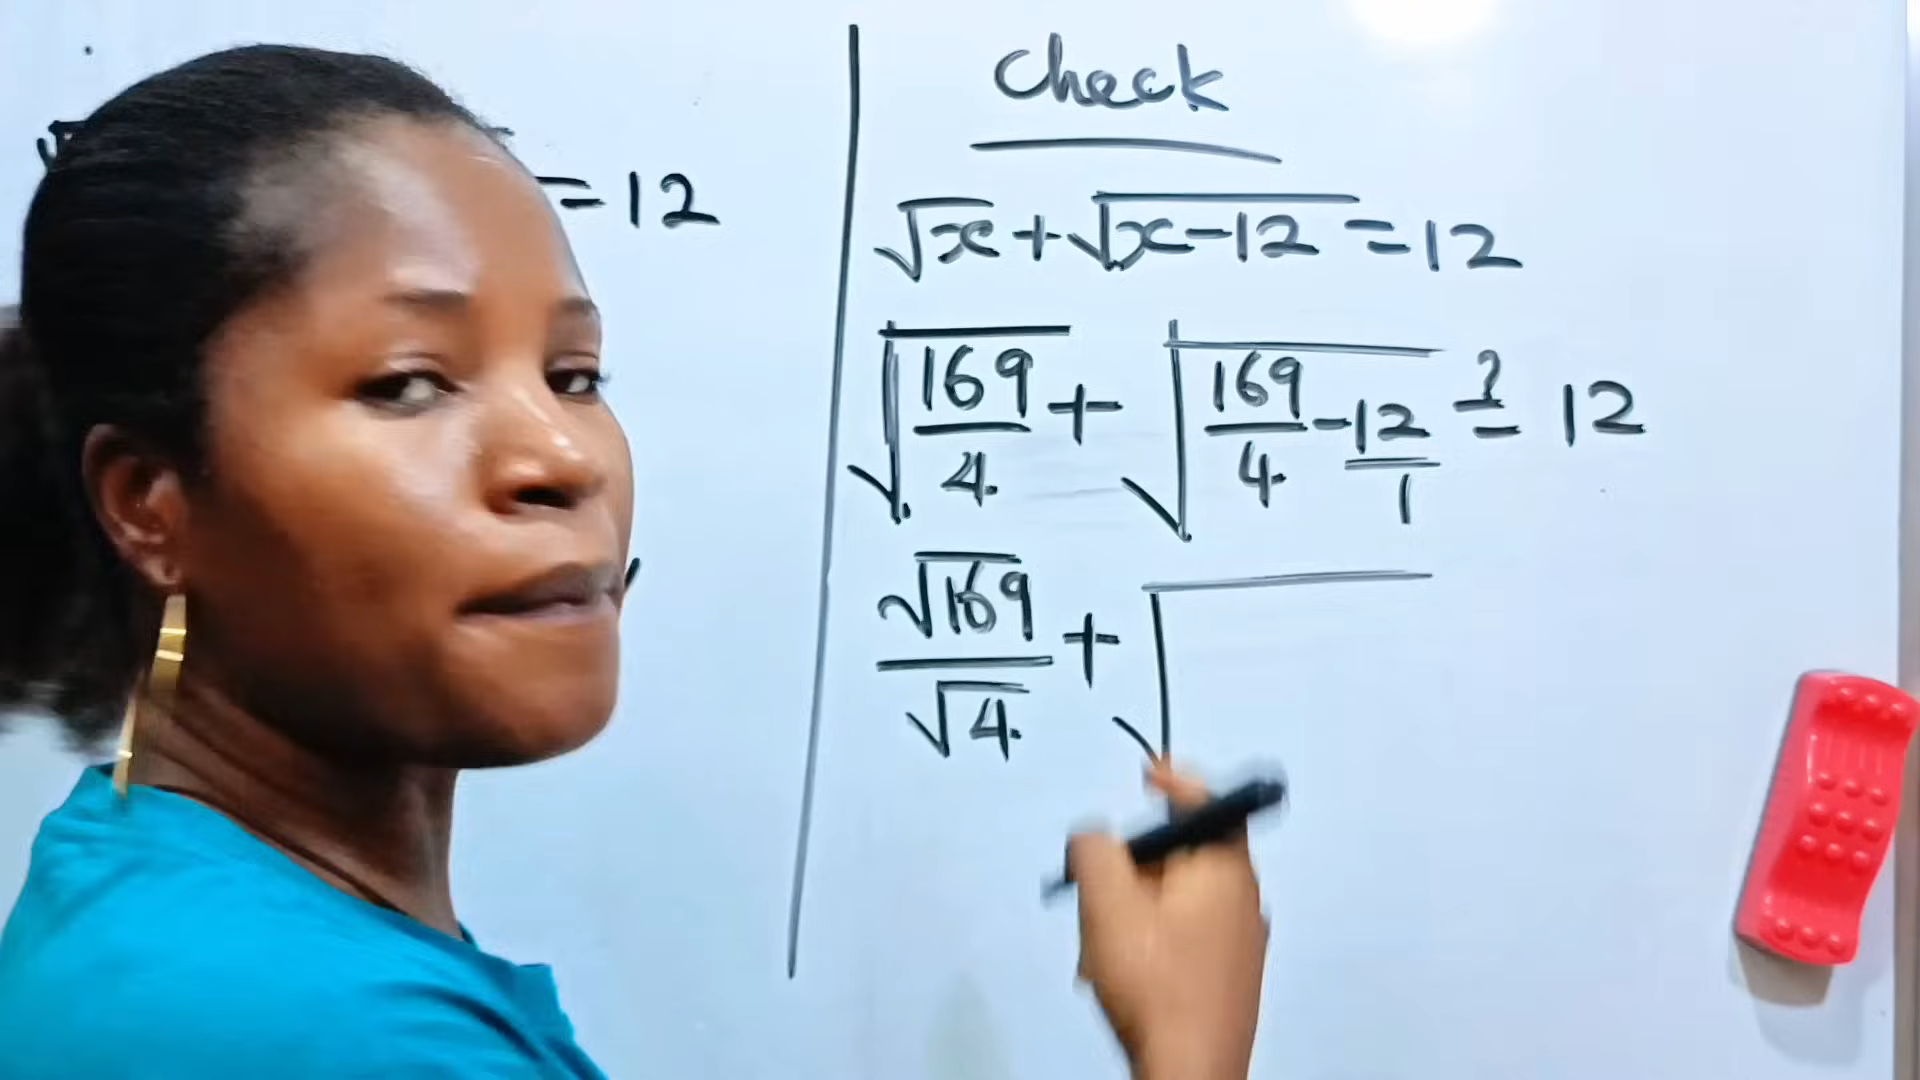 = 12
Check
√x + √(x-12) = 12
√(169/4) + √(169/4 - 12/1) ≟ 12
√169/√4 + √